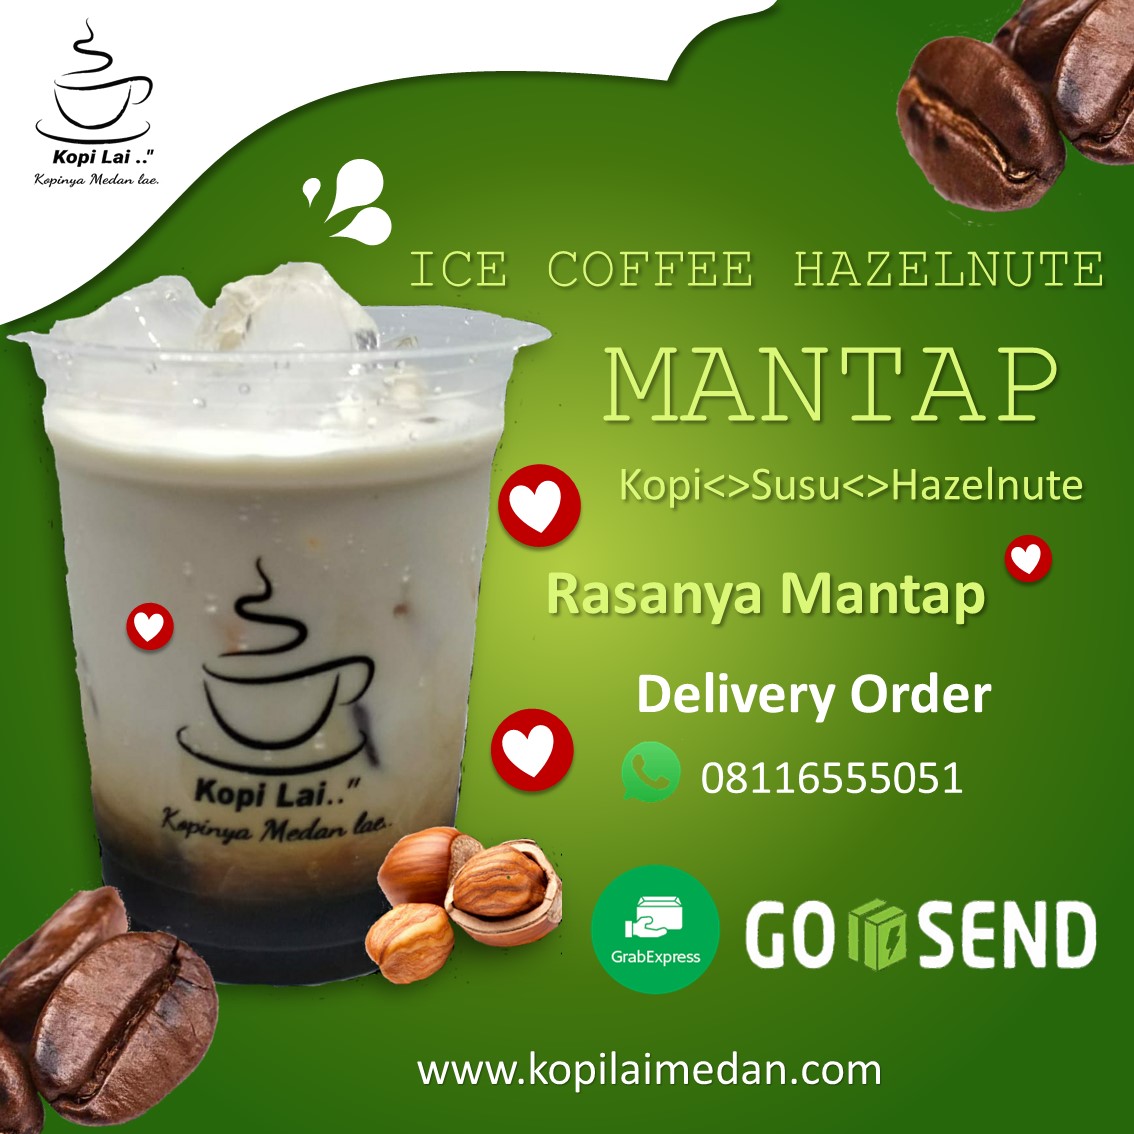 Kopi Lai .."
Kopinya Medan lae.
ICE COFFEE HAZELNUTE
MANTAP
Kopi<>Susu<>Hazelnute
Rasanya Mantap
Delivery Order
08116555051
Kopi Lai.."
Kopinya Medan lae..
GrabExpress
GO SEND
www.kopilaimedan.com